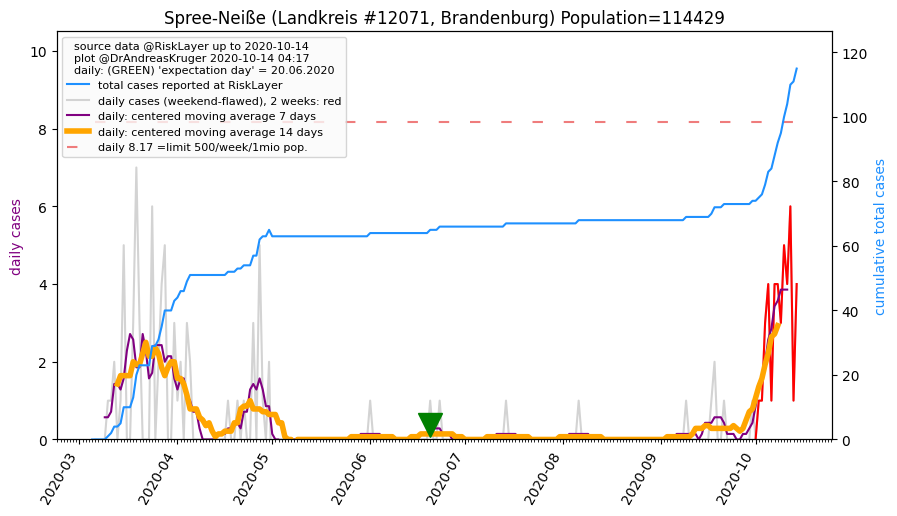 Spree-Neiße (Landkreis #12071, Brandenburg) Population=114429
source data @RiskLayer up to 2020-10-14
plot @DrAndreasKruger 2020-10-14 04:17
daily: (GREEN) 'expectation day' = 20.06.2020
total cases reported at RiskLayer
daily cases (weekend-flawed), 2 weeks: red
daily: centered moving average 7 days
daily: centered moving average 14 days
daily 8.17 =limit 500/week/1mio pop.
daily cases
10
8
6
4
2
0
cumulative total cases
120
100
80
60
40
20
0
2020-03
2020-04
2020-05
2020-06
2020-07
2020-08
2020-09
2020-10